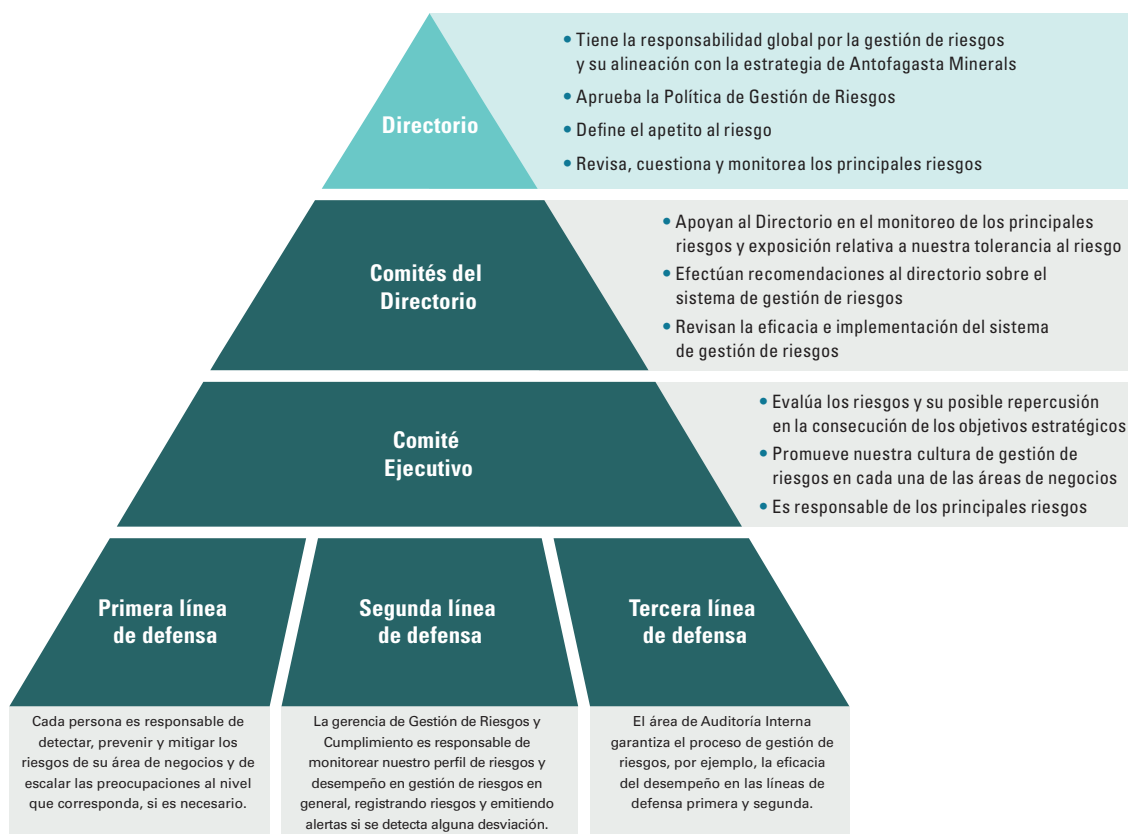 Directorio
• Tiene la responsabilidad global por la gestión de riesgos
y su alineación con la estrategia de Antofagasta Minerals
• Aprueba la Política de Gestión de Riesgos
• Define el apetito al riesgo
• Revisa, cuestiona y monitorea los principales riesgos
Comités del
Directorio
• Apoyan al Directorio en el monitoreo de los principales
riesgos y exposición relativa a nuestra tolerancia al riesgo
• Efectúan recomendaciones al directorio sobre el
sistema de gestión de riesgos
• Revisan la eficacia e implementación del sistema
de gestión de riesgos
Comité
Ejecutivo
• Evalúa los riesgos y su posible repercusión
en la consecución de los objetivos estratégicos
• Promueve nuestra cultura de gestión de
riesgos en cada una de las áreas de negocios
• Es responsable de los principales riesgos
Primera línea
de defensa
Cada persona es responsable de
detectar, prevenir y mitigar los
riesgos de su área de negocios y de
escalar las preocupaciones al nivel
que corresponda, si es necesario.
Segunda línea
de defensa
La gerencia de Gestión de Riesgos y
Cumplimiento es responsable de
monitorear nuestro perfil de riesgos y
desempeño en gestión de riesgos en
general, registrando riesgos y emitiendo
alertas si se detecta alguna desviación.
Tercera línea
de defensa
El área de Auditoría Interna
garantiza el proceso de gestión de
riesgos, por ejemplo, la eficacia
del desempeño en las líneas de
defensa primera y segunda.